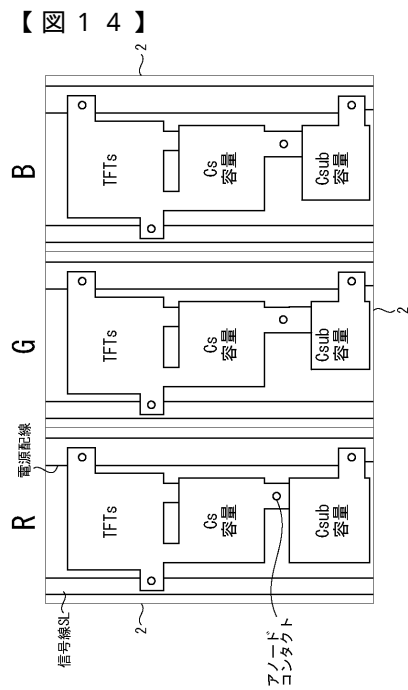 【図14】
2
B
TFTs
Cs
容量
Csub
容量
G
TFTs
Cs
容量
Csub
容量
2
電源配線
R
TFTs
Cs
容量
Csub
容量
信号線SL
2
アノード
コンタクト